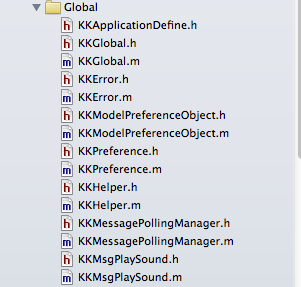 Global
h KKApplicationDefine.h
h KKGlobal.h
m KKGlobal.m
h KKError.h
m KKError.m
h KKModelPreferenceObject.h
m KKModelPreferenceObject.m
h KKPreference.h
m KKPreference.m
h KKHelper.h
m KKHelper.m
h KKMessagePollingManager.h
m KKMessagePollingManager.m
h KKMsgPlaySound.h
m KKMsgPlaySound.m